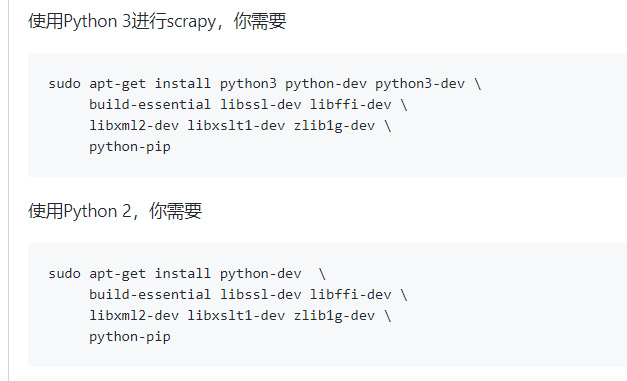 使用Python 3进行scrapy，你需要
sudo apt-get install python3 python-dev python3-dev \
     build-essential libssl-dev libffi-dev \
     libxml2-dev libxslt1-dev zlib1g-dev \
     python-pip
使用Python 2，你需要
sudo apt-get install python-dev  \
     build-essential libssl-dev libffi-dev \
     libxml2-dev libxslt1-dev zlib1g-dev \
     python-pip